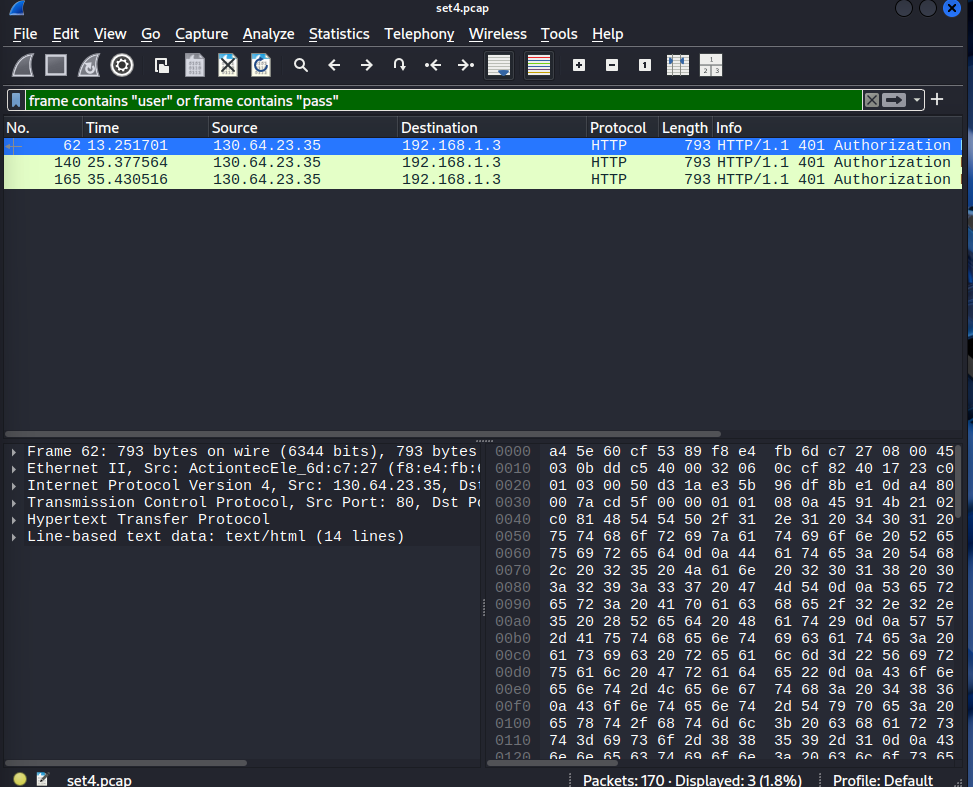 set4.pcap
File Edit View Go Capture Analyze Statistics Telephony Wireless Tools Help
frame contains "user" or frame contains "pass"
No. Time Source Destination Protocol Length Info
62 13.251701 130.64.23.35 192.168.1.3 HTTP 793 HTTP/1.1 401 Authorization
140 25.377564 130.64.23.35 192.168.1.3 HTTP 793 HTTP/1.1 401 Authorization
165 35.430516 130.64.23.35 192.168.1.3 HTTP 793 HTTP/1.1 401 Authorization
Frame 62: 793 bytes on wire (6344 bits), 793 bytes
Ethernet II, Src: ActiontecEle_6d:c7:27 (f8:e4:fb:6
Internet Protocol Version 4, Src: 130.64.23.35, Dst
Transmission Control Protocol, Src Port: 80, Dst Po
Hypertext Transfer Protocol
Line-based text data: text/html (14 lines)
0000 a4 5e 60 cf 53 89 f8 e4 fb 6d c7 27 08 00 45
0010 03 0b dd c5 40 00 32 06 0c cf 82 40 17 23 c0
0020 01 03 00 50 d3 1a e3 5b 96 df 8b e1 0d a4 80
0030 00 7a cd 5f 00 00 01 01 08 0a 45 91 4b 21 02
0040 c0 81 48 54 54 50 2f 31 2e 31 20 34 30 31 20
0050 75 74 68 6f 72 69 7a 61 74 69 6f 6e 20 52 65
0060 75 69 72 65 64 0d 0a 44 61 74 65 3a 20 54 68
0070 2c 20 32 35 20 4a 61 6e 20 32 30 31 38 20 30
0080 3a 32 39 3a 33 37 20 47 4d 54 0d 0a 53 65 72
0090 65 72 3a 20 41 70 61 63 68 65 2f 32 2e 32 2e
00a0 35 20 28 52 65 64 20 48 61 74 29 0d 0a 57 57
00b0 2d 41 75 74 68 65 6e 74 69 63 61 74 65 3a 20
00c0 61 73 69 63 20 72 65 61 6c 6d 3d 22 56 69 72
00d0 75 61 6c 20 47 72 61 64 65 22 0d 0a 43 6f 6e
00e0 65 6e 74 2d 4c 65 6e 67 74 68 3a 20 34 38 36
00f0 0a 43 6f 6e 74 65 6e 74 2d 54 79 70 65 3a 20
0100 65 78 74 2f 68 74 6d 6c 3b 20 63 68 61 72 73
0110 74 3d 69 73 6f 2d 38 38 35 39 2d 31 0d 0a 43
0120 6e 6e 65 63 74 69 6f 6e 3a 20 63 6c 6f 73 65
set4.pcap
Packets: 170 · Displayed: 3 (1.8%)
Profile: Default